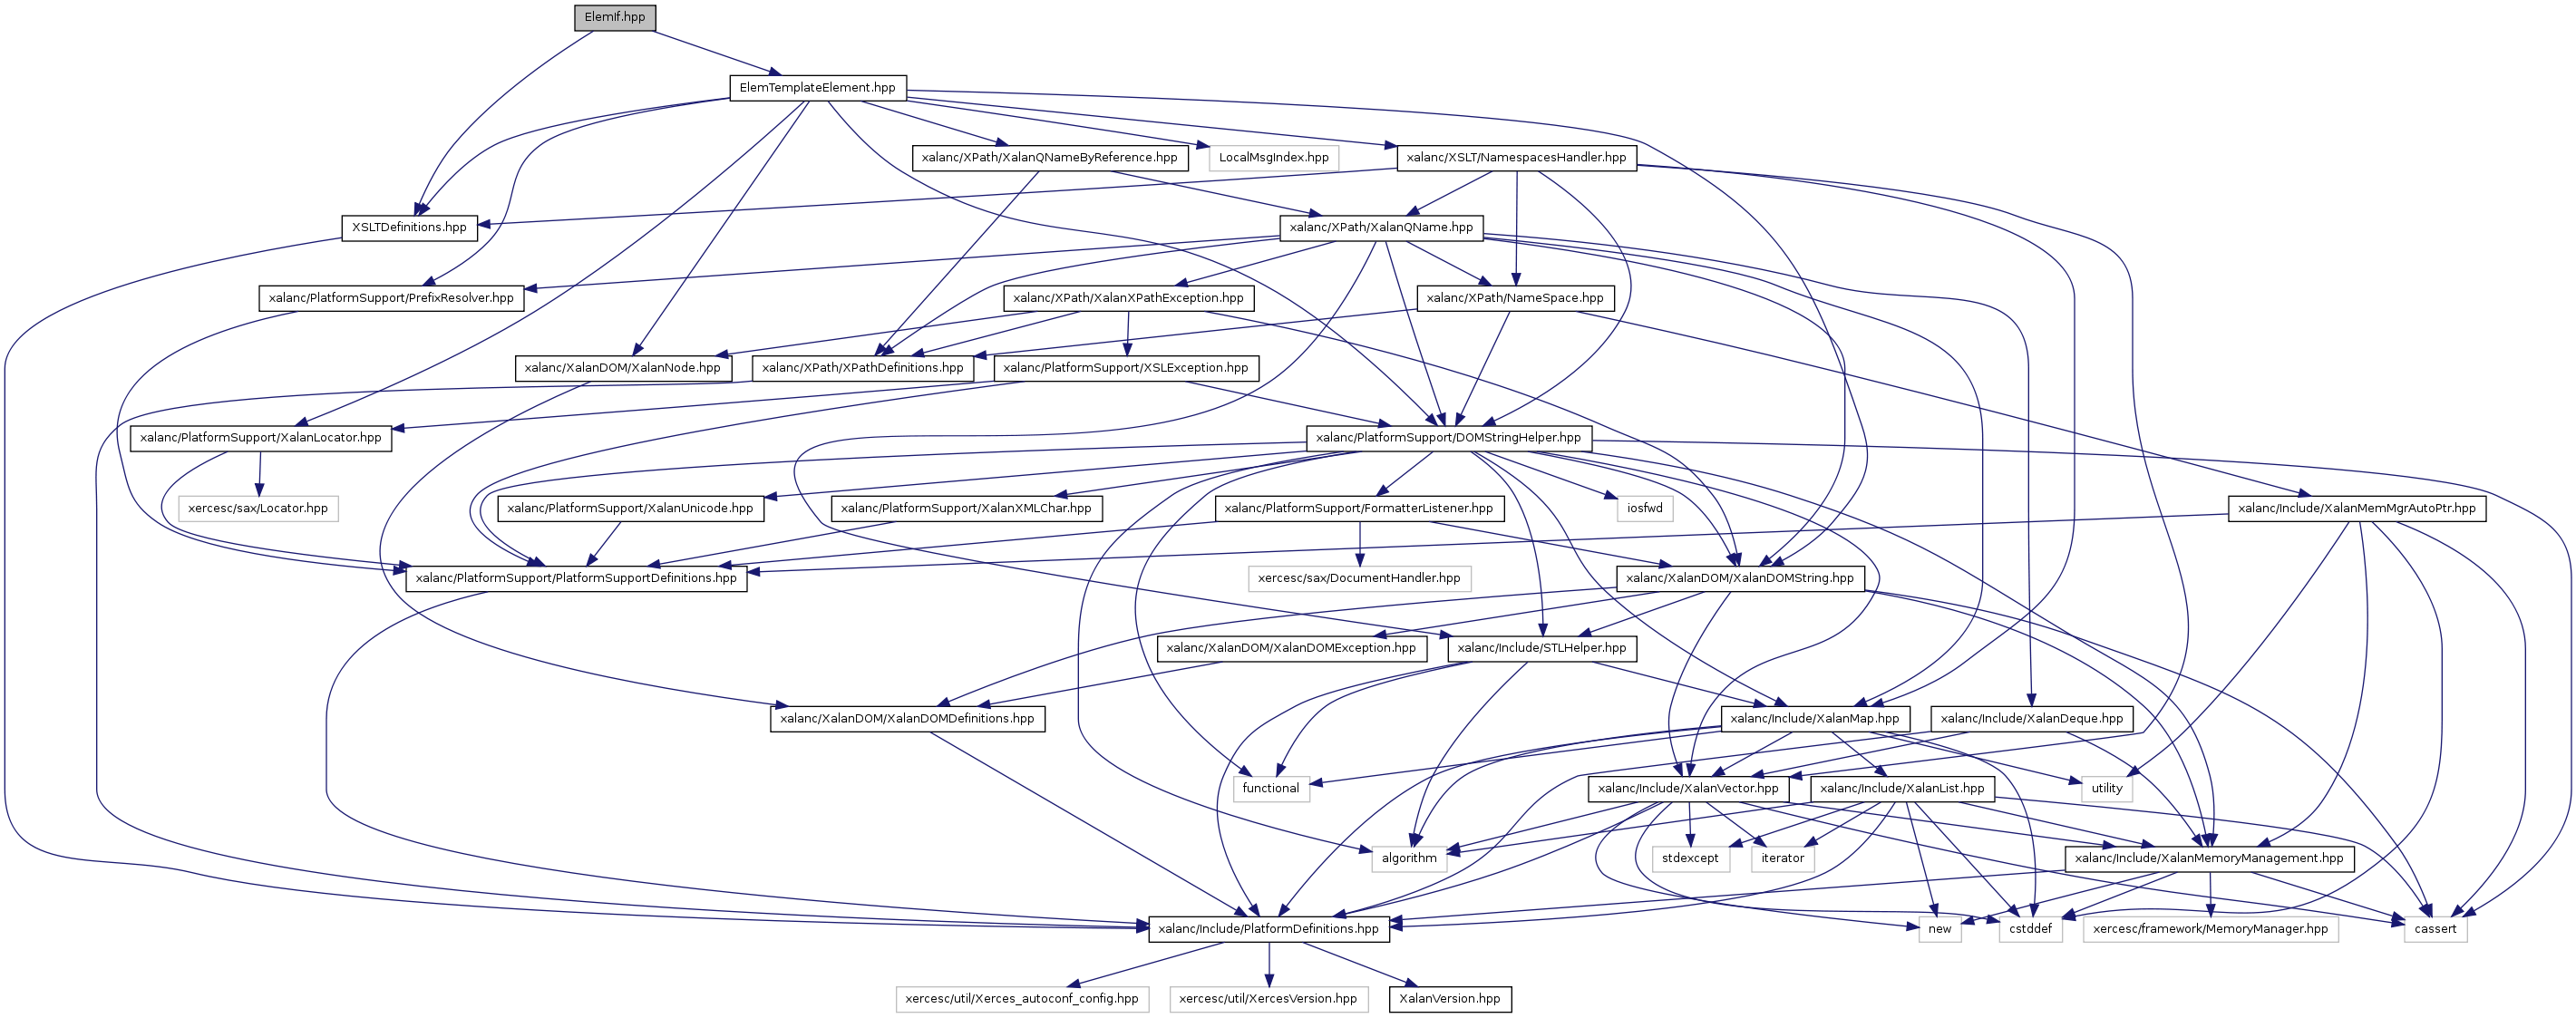 ElemIf.hpp
ElemTemplateElement.hpp
xalanc/XPath/XalanQNameByReference.hpp
LocalMsgIndex.hpp
xalanc/XSLT/NamespacesHandler.hpp
XSLTDefinitions.hpp
xalanc/XPath/XalanQName.hpp
xalanc/PlatformSupport/PrefixResolver.hpp
xalanc/XPath/XalanXPathException.hpp
xalanc/XPath/NameSpace.hpp
xalanc/XalanDOM/XalanNode.hpp
xalanc/XPath/XPathDefinitions.hpp
xalanc/PlatformSupport/XSLException.hpp
xalanc/PlatformSupport/XalanLocator.hpp
xalanc/PlatformSupport/DOMStringHelper.hpp
xercesc/sax/Locator.hpp
xalanc/PlatformSupport/XalanUnicode.hpp
xalanc/PlatformSupport/XalanXMLChar.hpp
xalanc/PlatformSupport/FormatterListener.hpp
iosfwd
xalanc/Include/XalanMemMgrAutoPtr.hpp
xalanc/PlatformSupport/PlatformSupportDefinitions.hpp
xercesc/sax/DocumentHandler.hpp
xalanc/XalanDOM/XalanDOMString.hpp
xalanc/XalanDOM/XalanDOMException.hpp
xalanc/Include/STLHelper.hpp
xalanc/XalanDOM/XalanDOMDefinitions.hpp
xalanc/Include/XalanMap.hpp
xalanc/Include/XalanDeque.hpp
functional
xalanc/Include/XalanVector.hpp
xalanc/Include/XalanList.hpp
utility
algorithm
stdexcept
iterator
xalanc/Include/XalanMemoryManagement.hpp
xalanc/Include/PlatformDefinitions.hpp
new
cstddef
xercesc/framework/MemoryManager.hpp
cassert
xercesc/util/Xerces_autoconf_config.hpp
xercesc/util/XercesVersion.hpp
XalanVersion.hpp